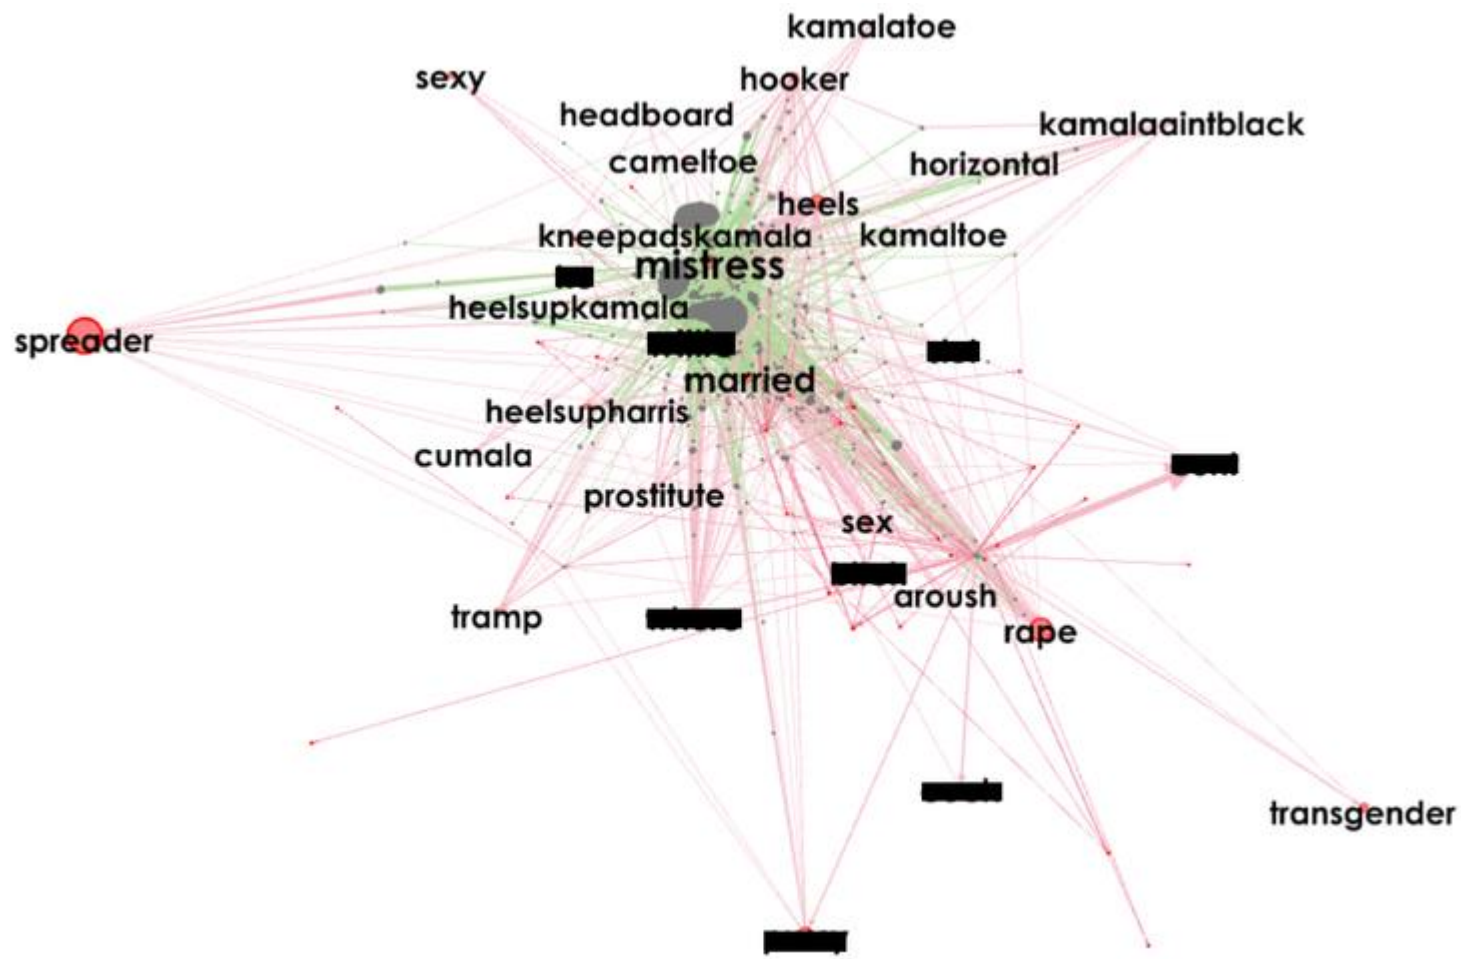 kamalatoe
sexy
hooker
headboard
kamalaaintblack
cameltoe
horizontal
heels
kneepadskamala
kamaltoe
mistress
heelsupkamala
spreader
married
heelsupharris
cumala
prostitute
sex
aroush
tramp
rape
transgender